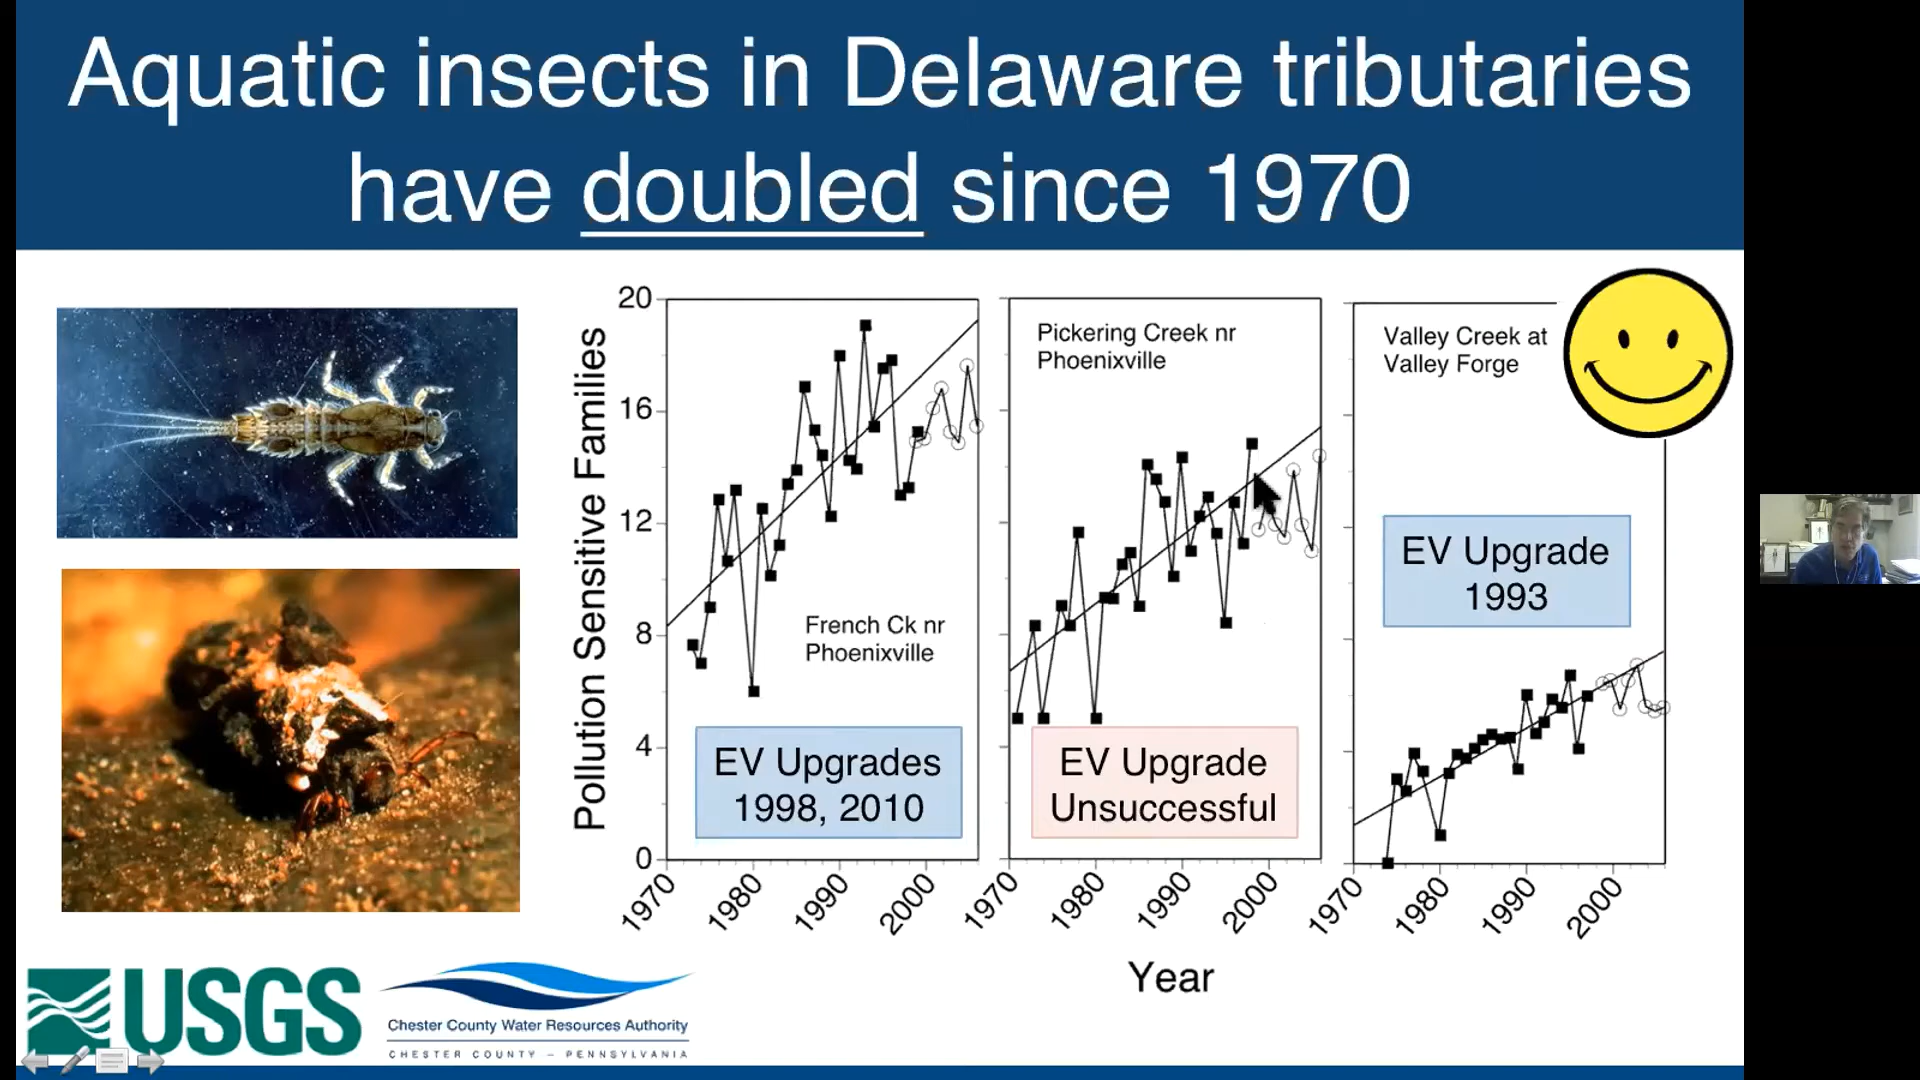 Aquatic insects in Delaware tributaries
have doubled since 1970
Pollution Sensitive Families
20
16
12
8
4
0
French Ck nr
Phoenixville
EV Upgrades
1998, 2010
1970
1980
1990
2000
Pickering Creek nr
Phoenixville
EV Upgrade
Unsuccessful
1970
1980
1990
2000
Valley Creek at
Valley Forge
EV Upgrade
1993
1970
1980
1990
2000
Year
USGS
Chester County Water Resources Authority
CHESTER COUNTY – PENNSYLVANIA